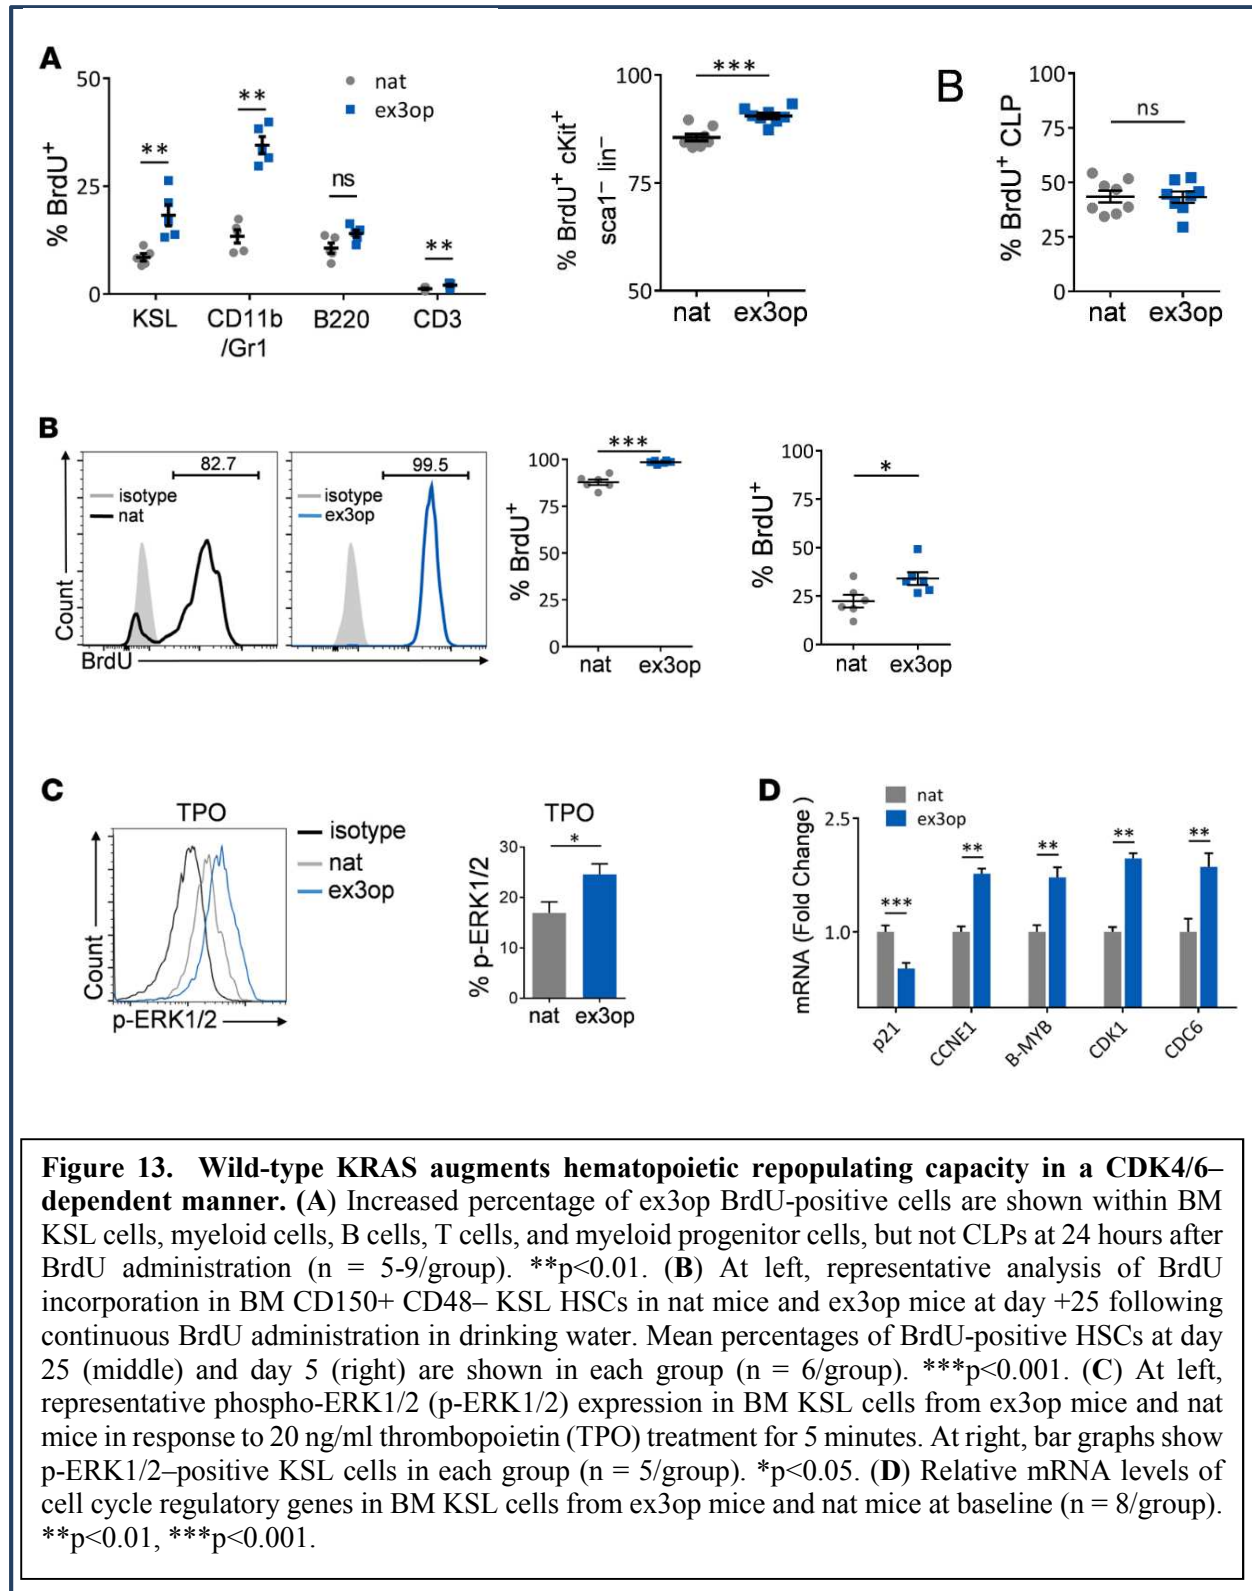 A
50
25
0
% BrdU+
nat
ex3op
**
**
ns
**
KSL
CD11b
/Gr1
B220
CD3
100
75
50
% BrdU+ cKit+
sca1– lin–
***
nat
ex3op
B
100
75
50
25
0
% BrdU+ CLP
ns
nat
ex3op
B
82.7
isotype
nat
99.5
isotype
ex3op
Count
BrdU
100
75
50
25
0
% BrdU+
***
nat
ex3op
100
75
50
25
0
% BrdU+
*
nat
ex3op
C
TPO
Count
p-ERK1/2
isotype
nat
ex3op
TPO
30
20
10
0
% p-ERK1/2
*
nat
ex3op
D
nat
ex3op
2.5
1.0
mRNA (Fold Change )
***
**
**
**
**
p21
CCNE1
B-MYB
CDK1
CDC6
Figure 13. Wild-type KRAS augments hematopoietic repopulating capacity in a CDK4/6–
dependent manner. (A) Increased percentage of ex3op BrdU-positive cells are shown within BM
KSL cells, myeloid cells, B cells, T cells, and myeloid progenitor cells, but not CLPs at 24 hours after
BrdU administration (n = 5-9/group). **p<0.01. (B) At left, representative analysis of BrdU
incorporation in BM CD150+ CD48– KSL HSCs in nat mice and ex3op mice at day +25 following
continuous BrdU administration in drinking water. Mean percentages of BrdU-positive HSCs at day
25 (middle) and day 5 (right) are shown in each group (n = 6/group). ***p<0.001. (C) At left,
representative phospho-ERK1/2 (p-ERK1/2) expression in BM KSL cells from ex3op mice and nat
mice in response to 20 ng/ml thrombopoietin (TPO) treatment for 5 minutes. At right, bar graphs show
p-ERK1/2–positive KSL cells in each group (n = 5/group). *p<0.05. (D) Relative mRNA levels of
cell cycle regulatory genes in BM KSL cells from ex3op mice and nat mice at baseline (n = 8/group).
**p<0.01, ***p<0.001.